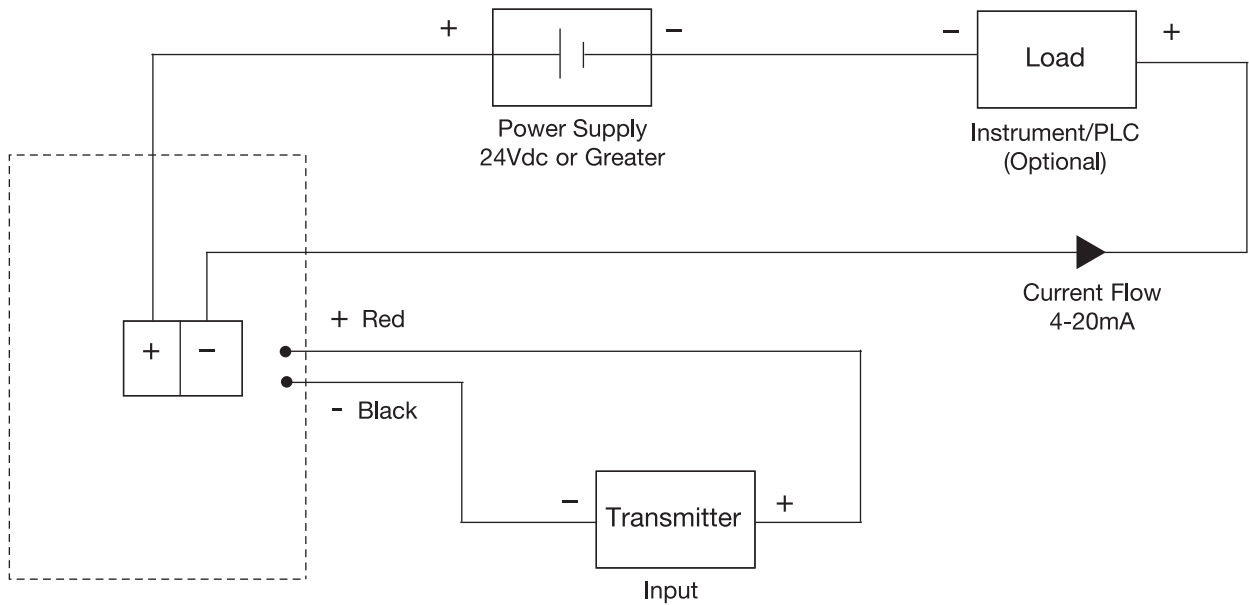 +
−
−
+
Load
Power Supply
24Vdc or Greater
Instrument/PLC
(Optional)
Current Flow
4-20mA
+ Red
+
−
- Black
−
Transmitter
+
Input